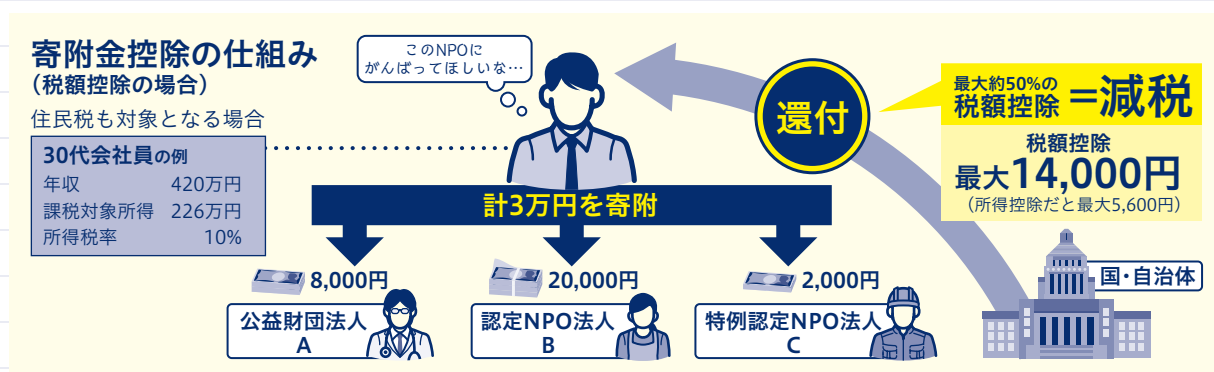 寄附金控除の仕組み
（税額控除の場合）
住民税も対象となる場合
30代会社員の例
年収 420万円
課税対象所得 226万円
所得税率 10%
このNPOに
がんばってほしいな…
計3万円を寄附
8,000円
公益財団法人
A
20,000円
認定NPO法人
B
2,000円
特例認定NPO法人
C
還付
最大約50%の
税額控除＝減税
税額控除
最大14,000円
（所得控除だと最大5,600円）
国・自治体